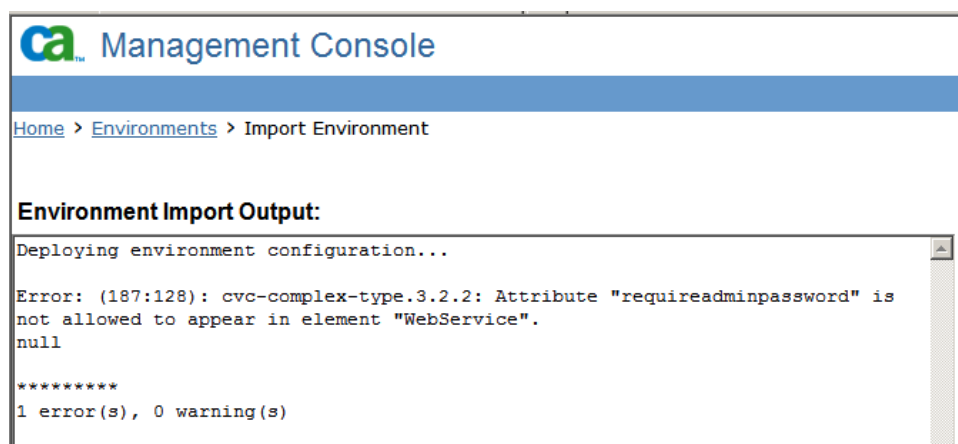 ca™ Management Console
Home > Environments > Import Environment
Environment Import Output:
Deploying environment configuration...
Error: (187:128): cvc-complex-type.3.2.2: Attribute "requireadminpassword" is
not allowed to appear in element "WebService".
null
*********
1 error(s), 0 warning(s)